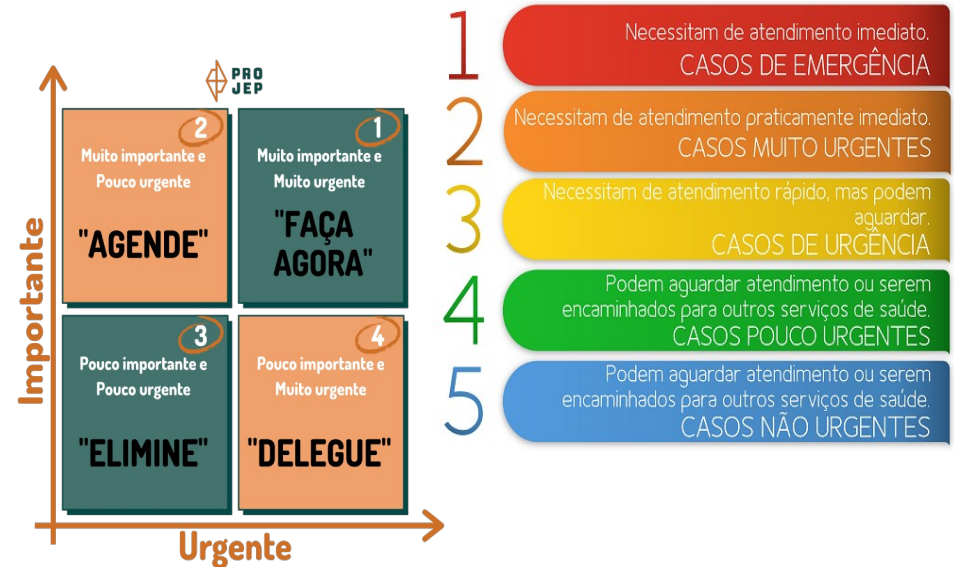 PRO
JEP
Importante
2
Muito importante e
Pouco urgente
"AGENDE"
1
Muito importante e
Muito urgente
"FAÇA
AGORA"
3
Pouco importante e
Pouco urgente
"ELIMINE"
4
Pouco importante e
Muito urgente
"DELEGUE"
Urgente
1
Necessitam de atendimento imediato.
CASOS DE EMERGÊNCIA
2
Necessitam de atendimento praticamente imediato.
CASOS MUITO URGENTES
3
Necessitam de atendimento rápido, mas podem
aguardar.
CASOS DE URGÊNCIA
4
Podem aguardar atendimento ou serem
encaminhados para outros serviços de saúde.
CASOS POUCO URGENTES
5
Podem aguardar atendimento ou serem
encaminhados para outros serviços de saúde.
CASOS NÃO URGENTES